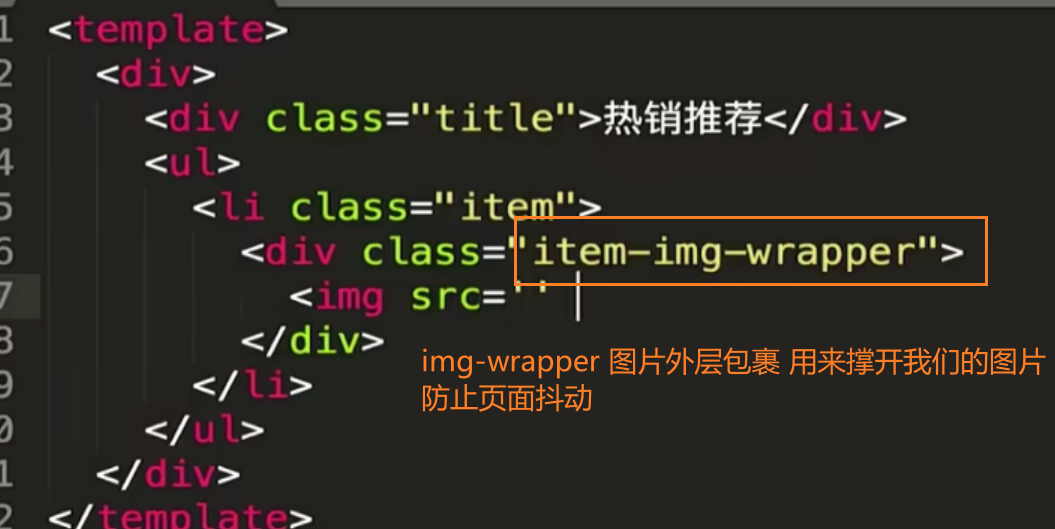 1 <template>
2 <div>
3 <div class="title">热销推荐</div>
4 <ul>
5 <li class="item">
6 <div class="item-img-wrapper">
7 <img src=''
8 </div>
img-wrapper 图片外层包裹 用来撑开我们的图片
9 </li>
防止页面抖动
0 </ul>
1 </div>
2 </template>